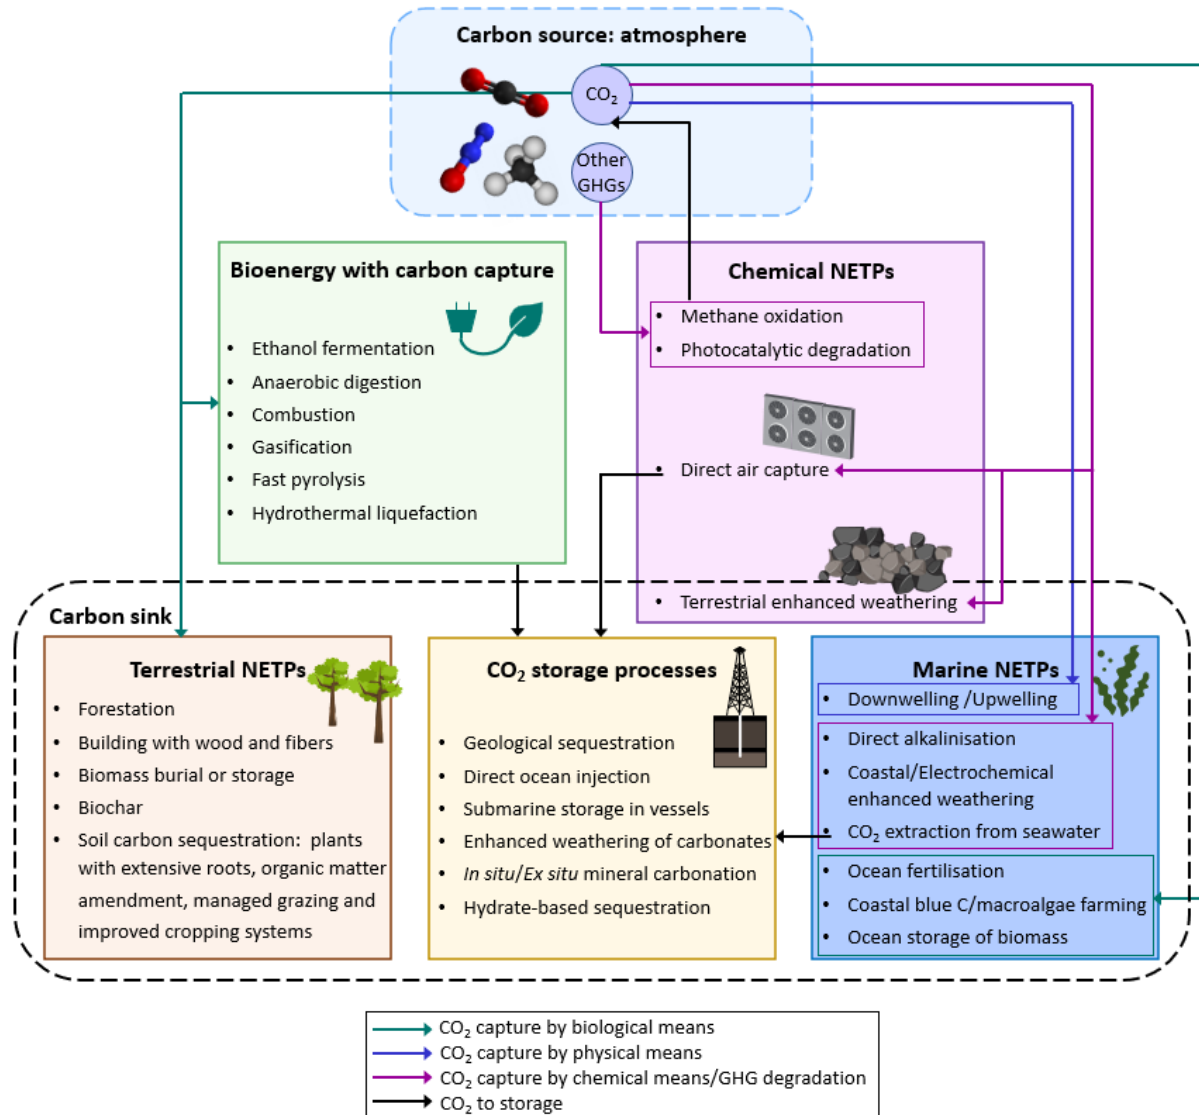 Carbon source: atmosphere
CO₂
Other
GHGs
Bioenergy with carbon capture
• Ethanol fermentation
• Anaerobic digestion
• Combustion
• Gasification
• Fast pyrolysis
• Hydrothermal liquefaction
Chemical NETPs
• Methane oxidation
• Photocatalytic degradation
• Direct air capture
• Terrestrial enhanced weathering
Carbon sink
Terrestrial NETPs
• Forestation
• Building with wood and fibers
• Biomass burial or storage
• Biochar
• Soil carbon sequestration: plants
with extensive roots, organic matter
amendment, managed grazing and
improved cropping systems
CO₂ storage processes
• Geological sequestration
• Direct ocean injection
• Submarine storage in vessels
• Enhanced weathering of carbonates
• In situ/Ex situ mineral carbonation
• Hydrate-based sequestration
Marine NETPs
• Downwelling /Upwelling
• Direct alkalinisation
• Coastal/Electrochemical
enhanced weathering
• CO₂ extraction from seawater
• Ocean fertilisation
• Coastal blue C/macroalgae farming
• Ocean storage of biomass
CO₂ capture by biological means
CO₂ capture by physical means
CO₂ capture by chemical means/GHG degradation
CO₂ to storage